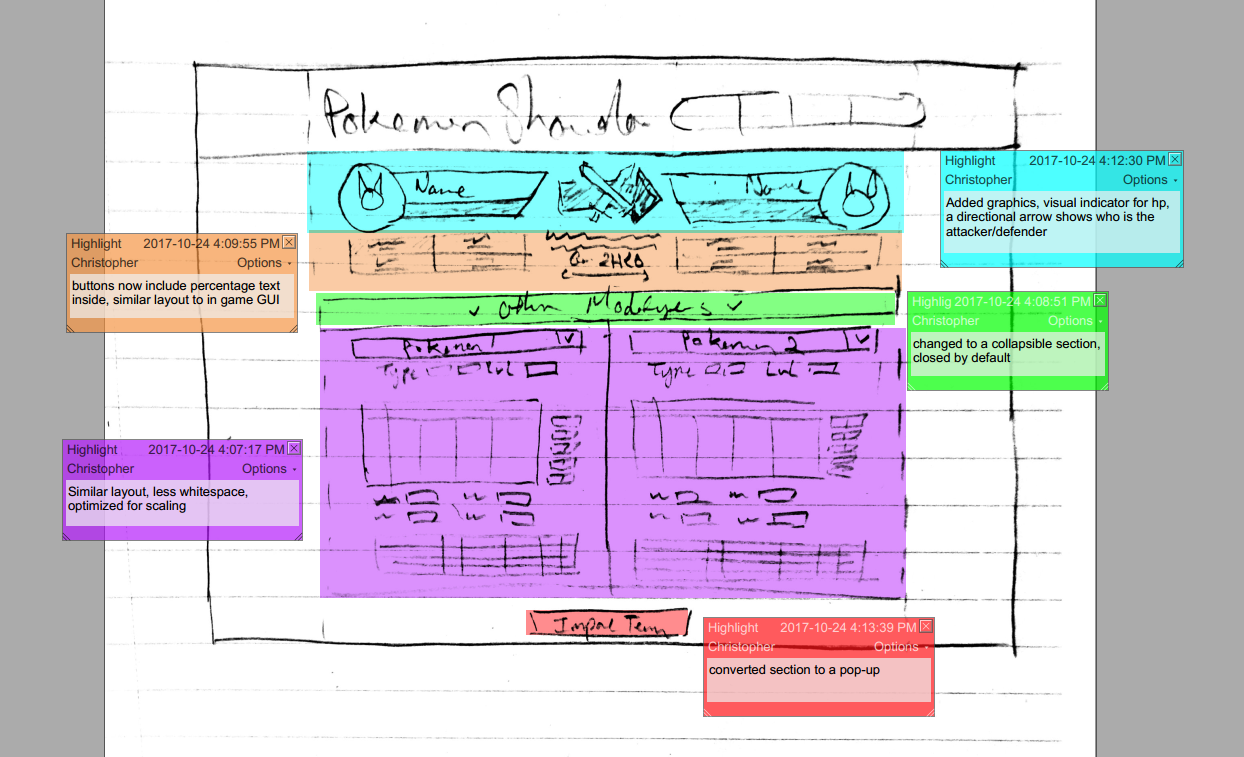 Pokemon Showdo
Highlight 2017-10-24 4:12:30 PM
Christopher Options
Added graphics, visual indicator for hp,
a directional arrow shows who is the
attacker/defender
Name Name
Highlight 2017-10-24 4:09:55 PM
Christopher Options
buttons now include percentage text
inside, similar layout to in game GUI
2HKO
Highlig 2017-10-24 4:08:51 PM
Christopher Options
changed to a collapsible section,
closed by default
Other Modifyers
Pokemon 1 Pokemon 2
Type Lvl Type Lvl
Highlight 2017-10-24 4:07:17 PM
Christopher Options
Similar layout, less whitespace,
optimized for scaling
Impor Team
Highlight 2017-10-24 4:13:39 PM
Christopher Options
converted section to a pop-up